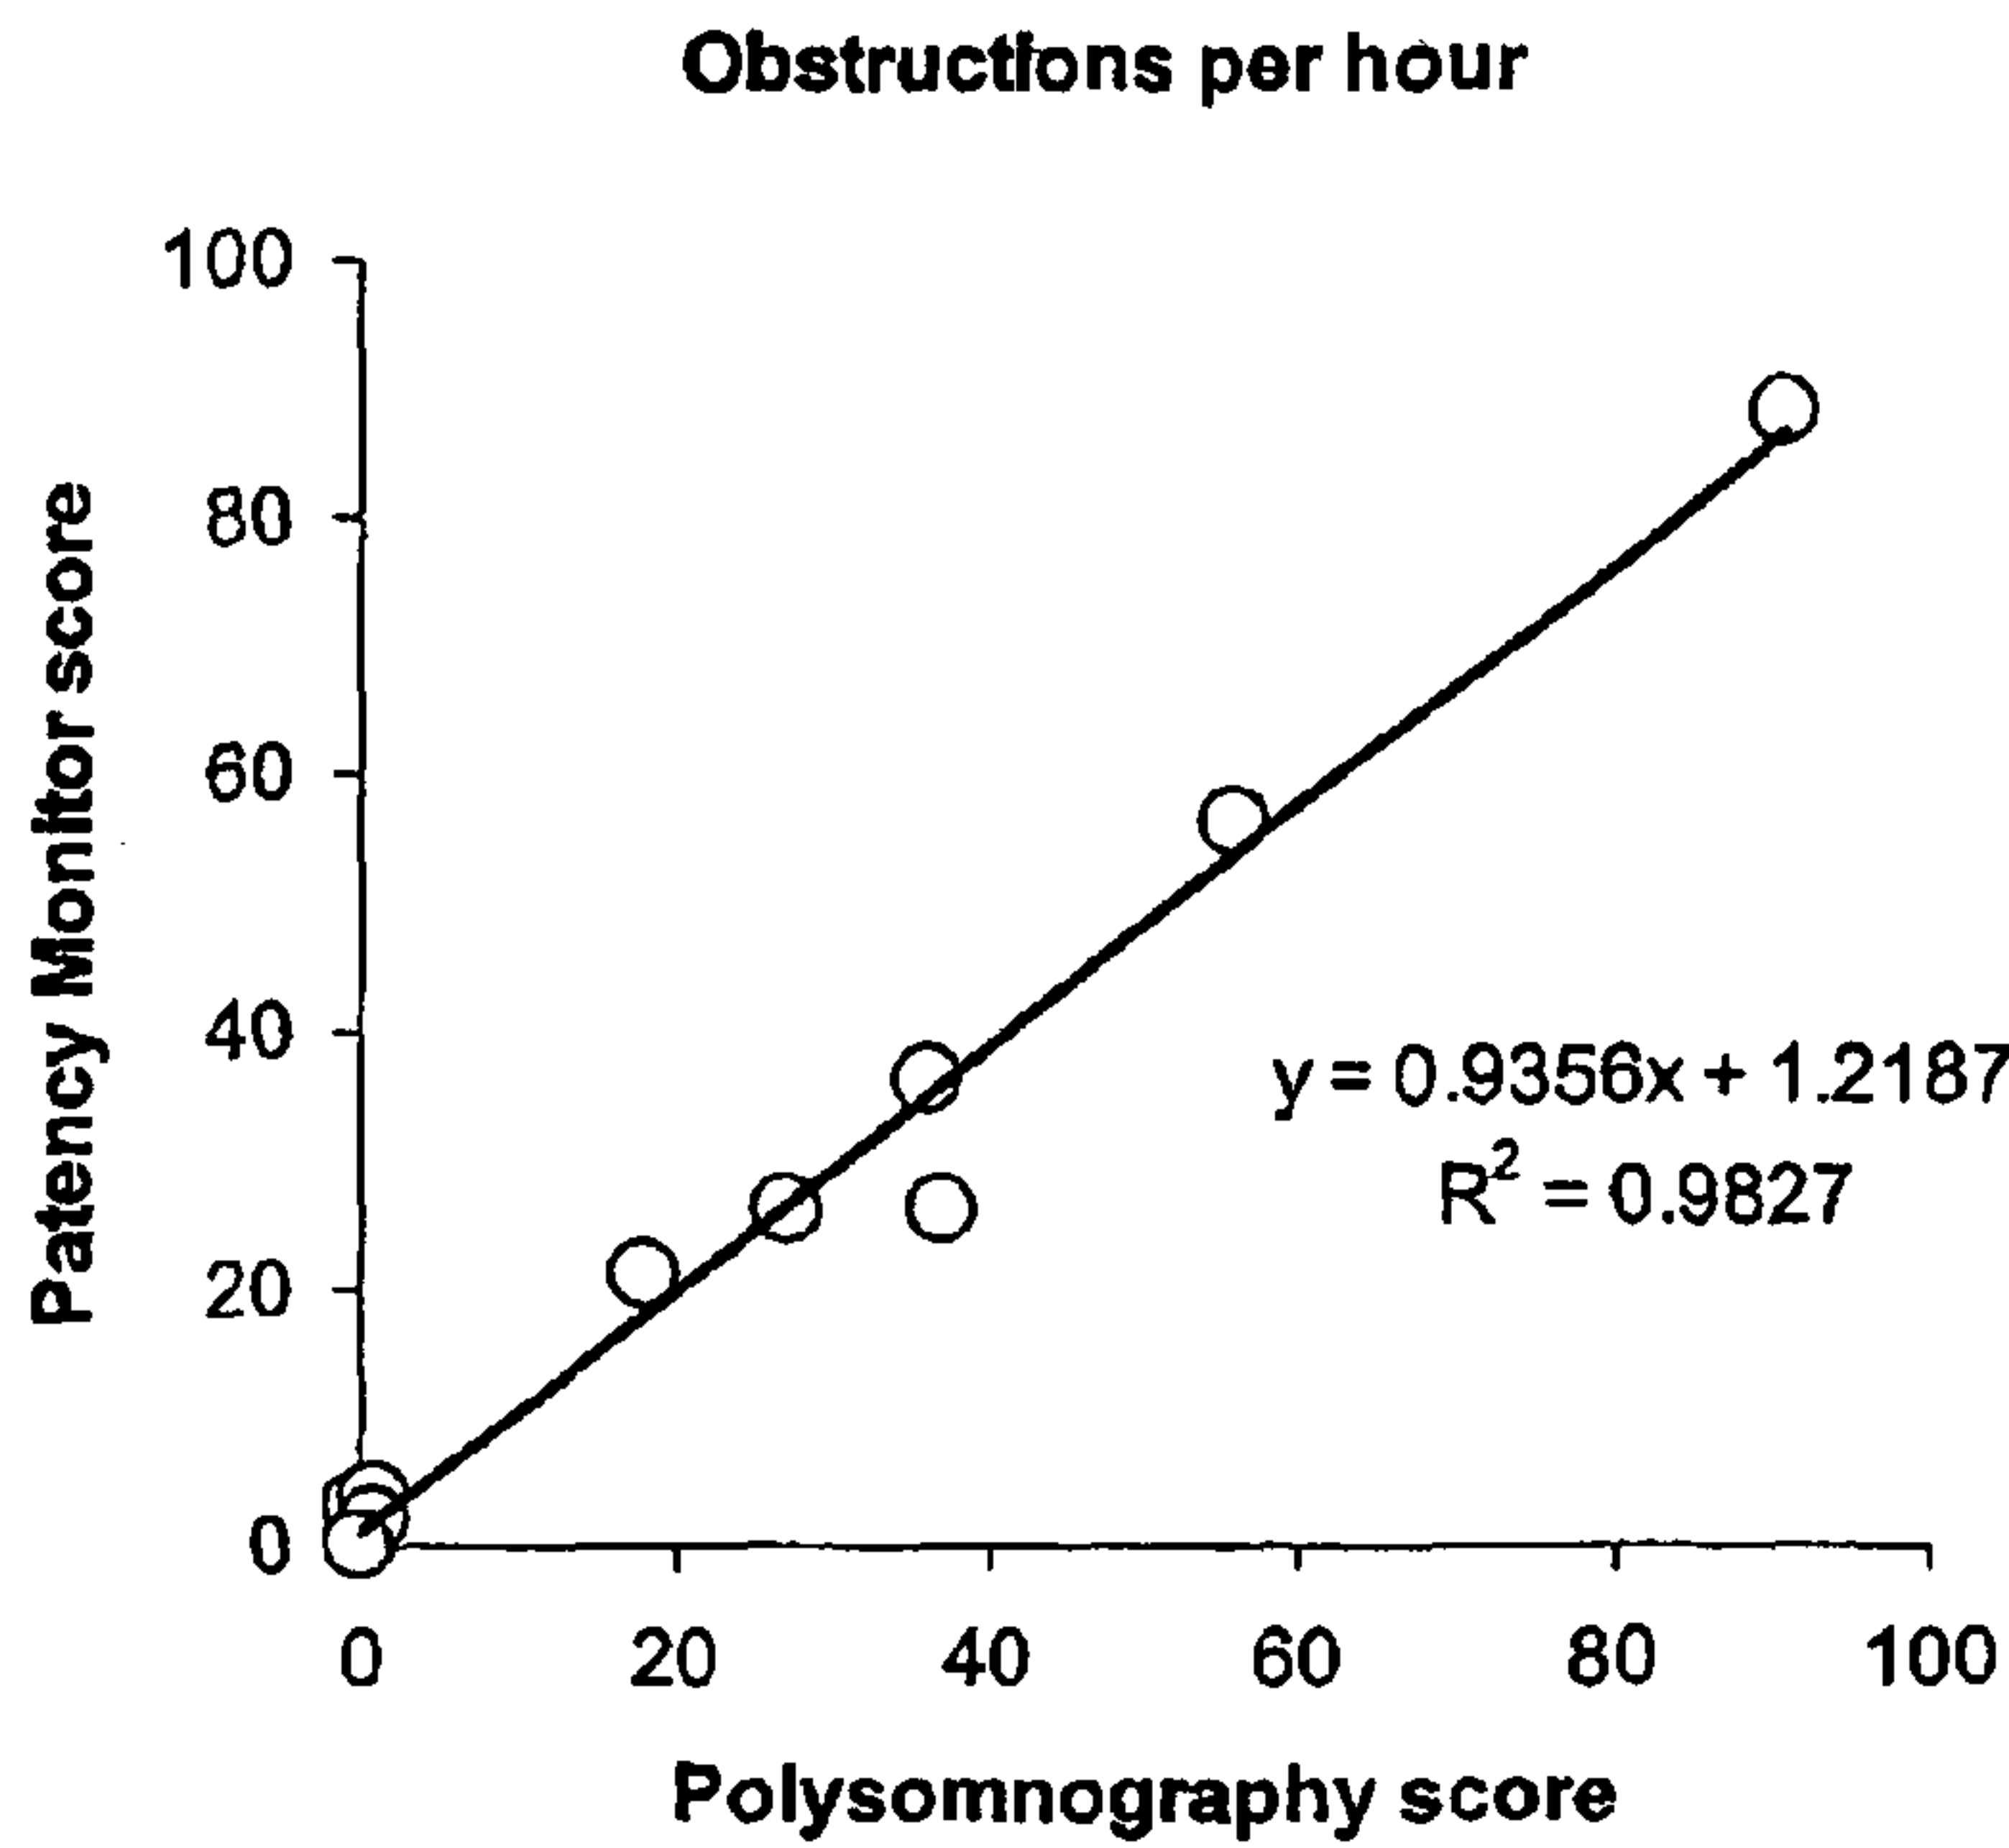 Obstructions per hour
Patency Monitor score
100
80
60
40
20
0
y = 0.9356x + 1.2187
R² = 0.9827
0 20 40 60 80 100
Polysomnography score